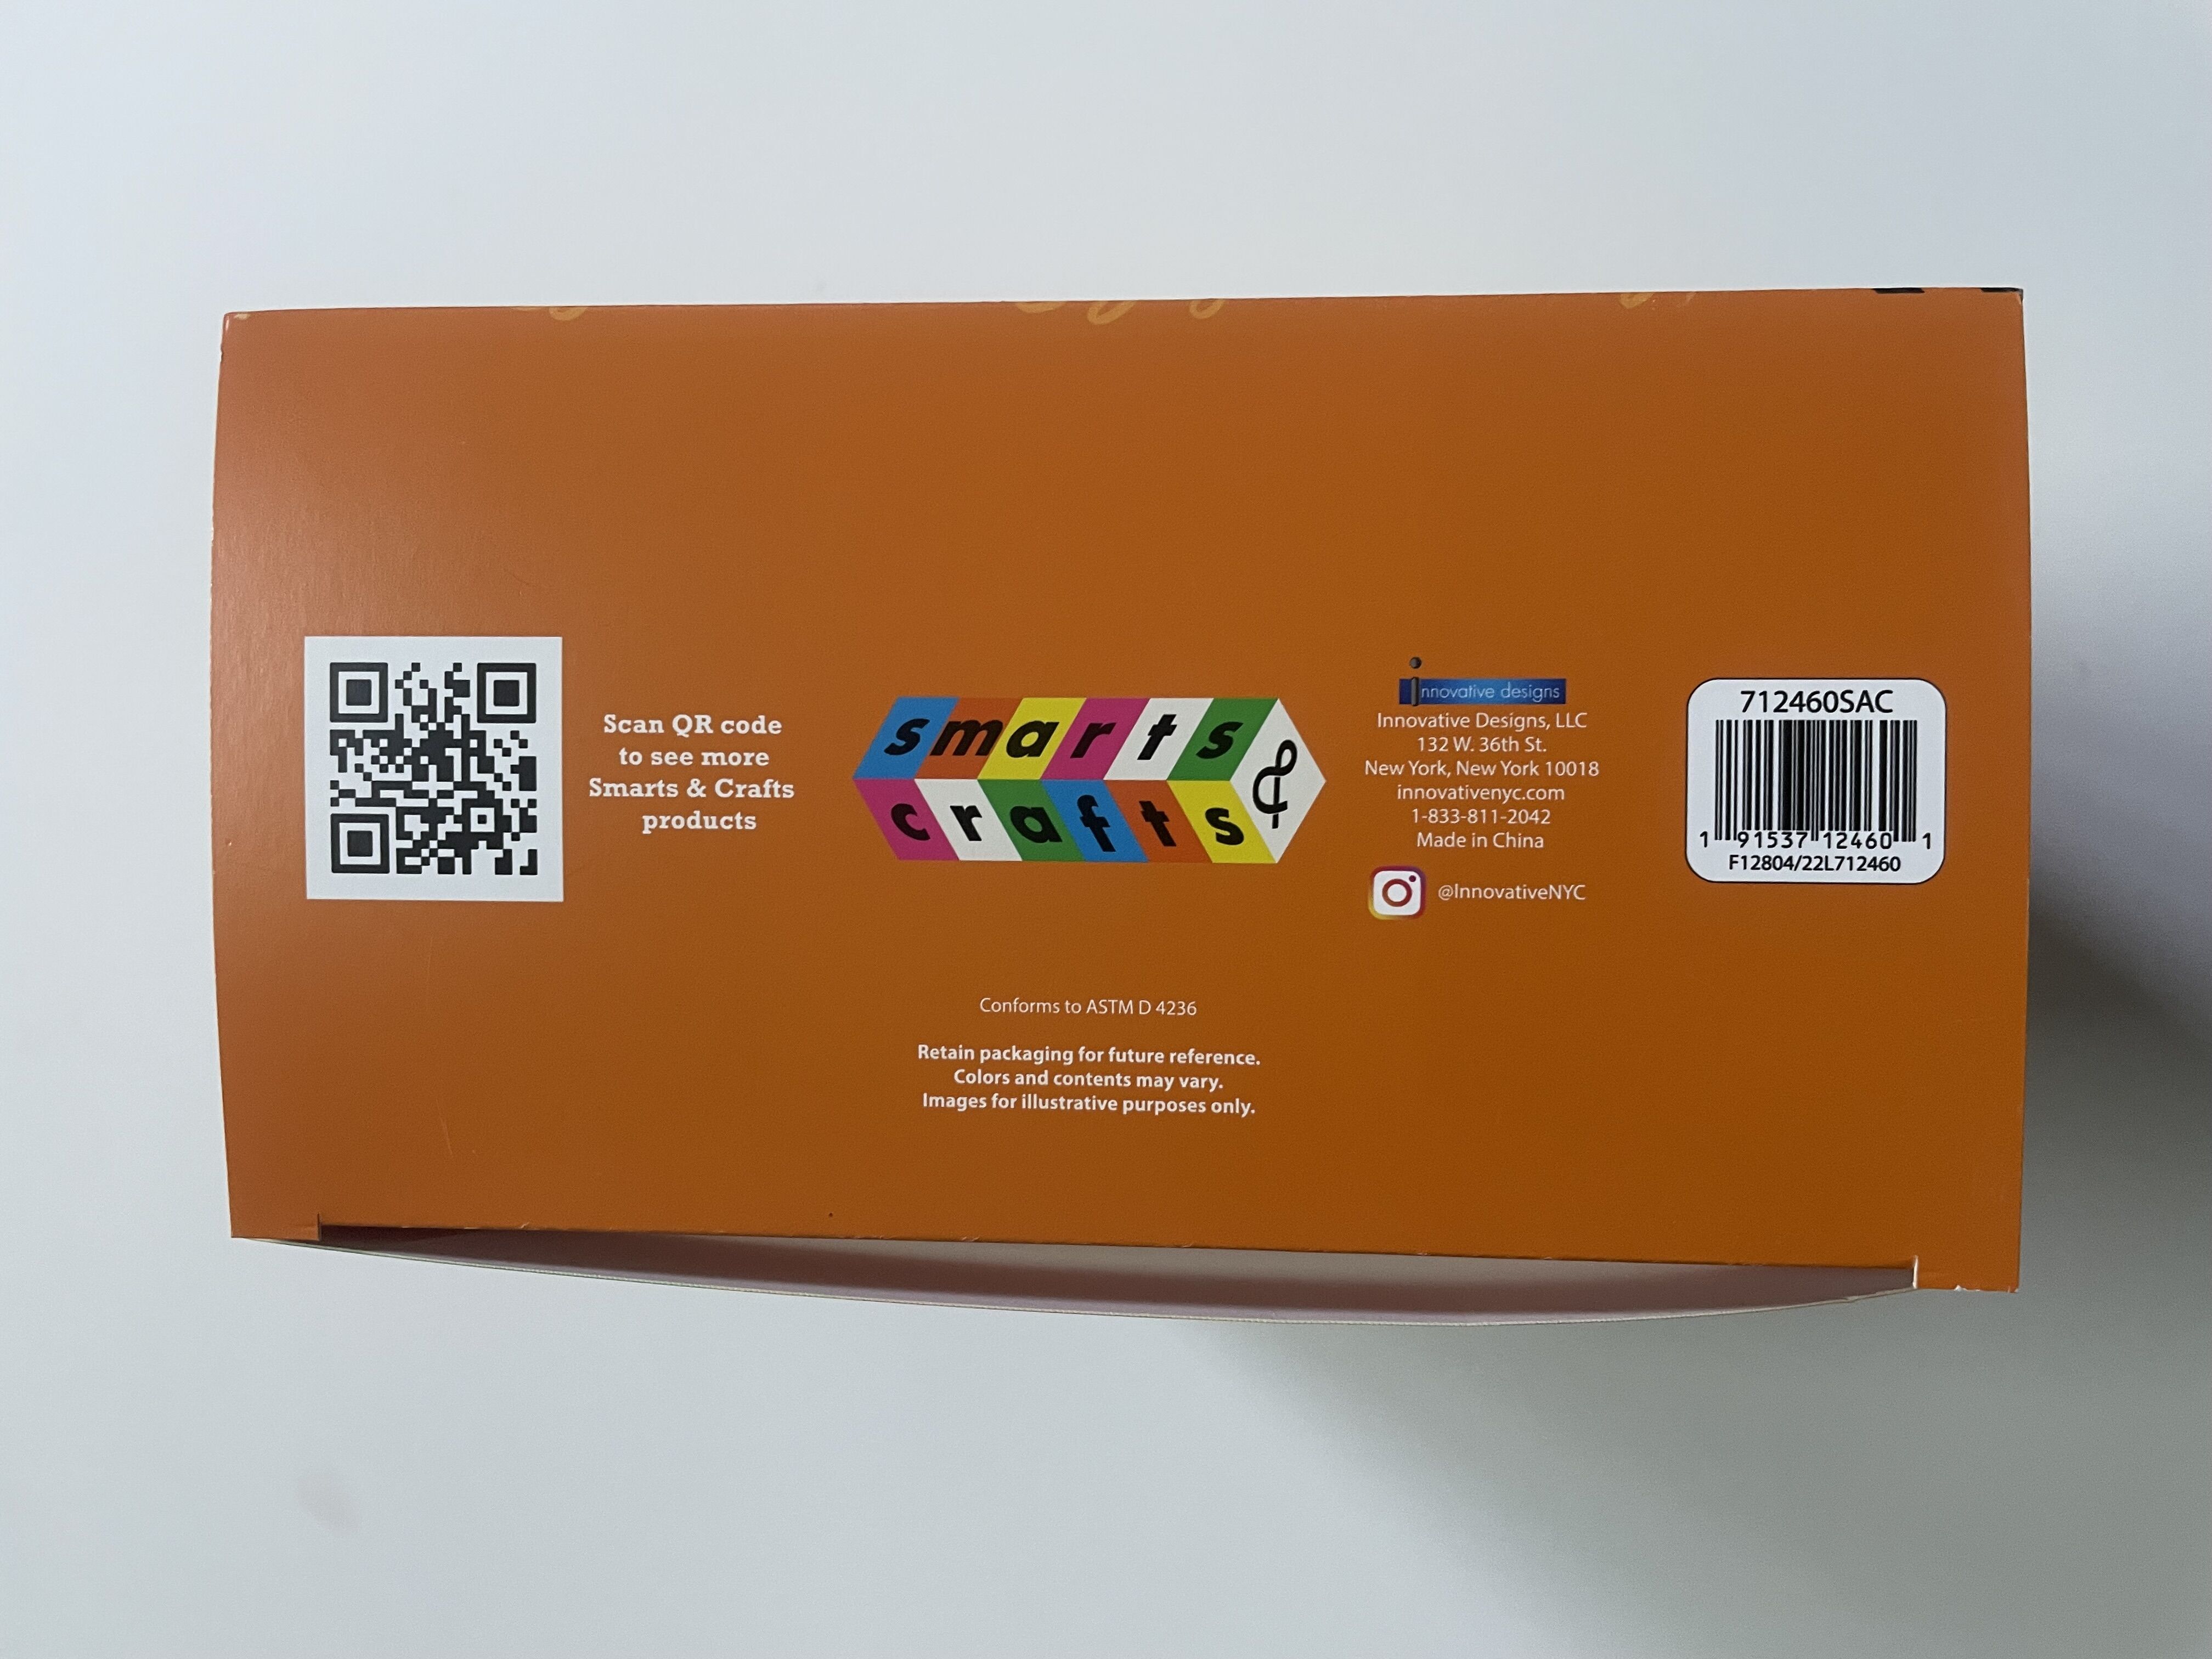 Scan QR code
to see more
Smarts & Crafts
products
smarts
&
crafts
innovative designs
Innovative Designs, LLC
132 W. 36th St.
New York, New York 10018
innovativenyc.com
1-833-811-2042
Made in China
@InnovativeNYC
712460SAC
1 91537 12460 1
F12804/22L712460
Conforms to ASTM D 4236
Retain packaging for future reference.
Colors and contents may vary.
Images for illustrative purposes only.